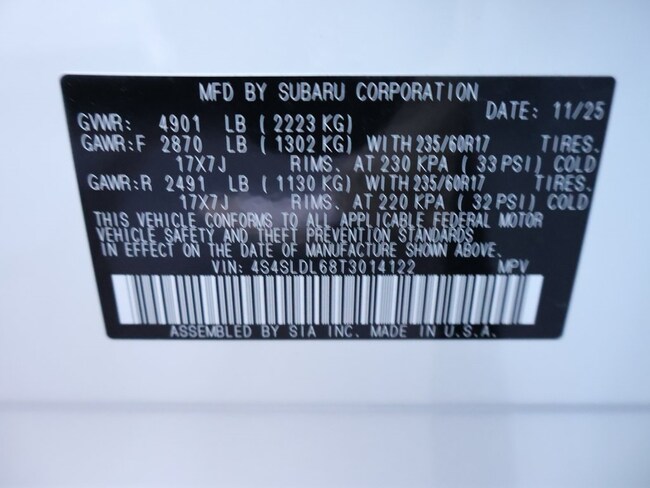 MFD BY SUBARU CORPORATION
DATE: 11/25
GVWR: 4901 LB (2223 KG)
GAWR:F 2870 LB (1302 KG) WITH 235/60R17 TIRES.
17X7J RIMS. AT 230 KPA (33 PSI) COLD
GAWR:R 2491 LB (1130 KG) WITH 235/60R17 TIRES.
17X7J RIMS. AT 220 KPA (32 PSI) COLD
THIS VEHICLE CONFORMS TO ALL APPLICABLE FEDERAL MOTOR
VEHICLE SAFETY AND THEFT PREVENTION STANDARDS
IN EFFECT ON THE DATE OF MANUFACTURE SHOWN ABOVE.
VIN: 4S4SLDL68T3014122 MPV
ASSEMBLED BY SIA INC. MADE IN U.S.A.